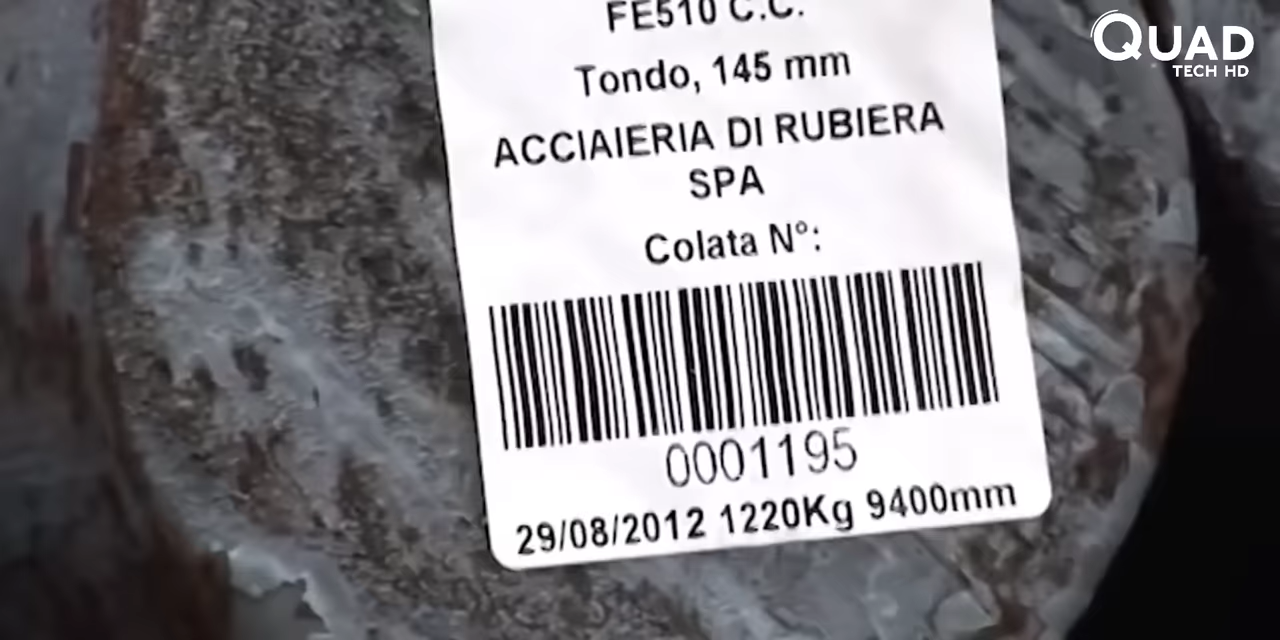 FE510 C.C.
QUAD
TECH HD
Tondo, 145 mm
ACCIAIERIA DI RUBIERA
SPA
Colata N°:
0001195
29/08/2012 1220Kg 9400mm